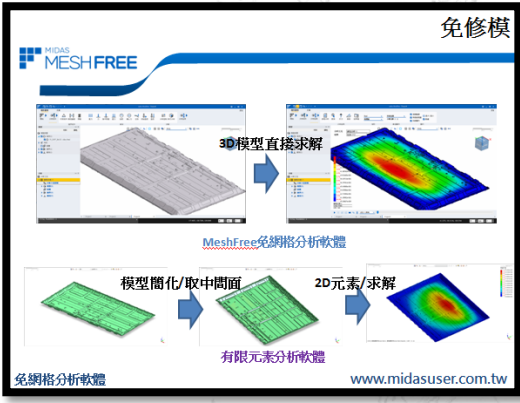 免修模
MIDAS
MESHFREE
3D模型直接求解
MeshFree免網格分析軟體
模型簡化/取中間面
2D元素/求解
有限元素分析軟體
免網格分析軟體
www.midasuser.com.tw